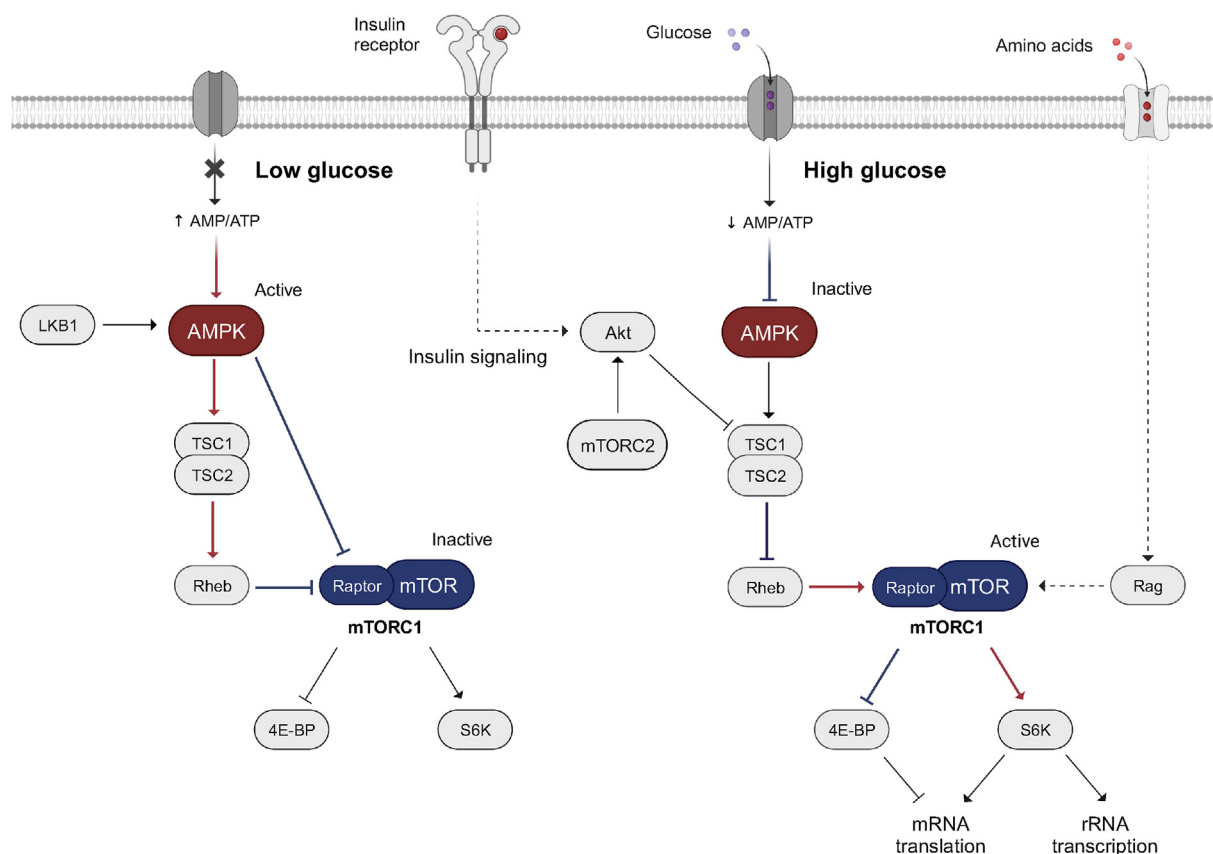 Insulin
receptor
Glucose
Amino acids
Low glucose
High glucose
↑ AMP/ATP
↓ AMP/ATP
Active
Inactive
LKB1
AMPK
Akt
AMPK
Insulin signaling
TSC1
TSC2
mTORC2
TSC1
TSC2
Inactive
Active
Rheb
Raptor
mTOR
Rheb
Raptor
mTOR
Rag
mTORC1
mTORC1
4E-BP
S6K
4E-BP
S6K
mRNA
translation
rRNA
transcription